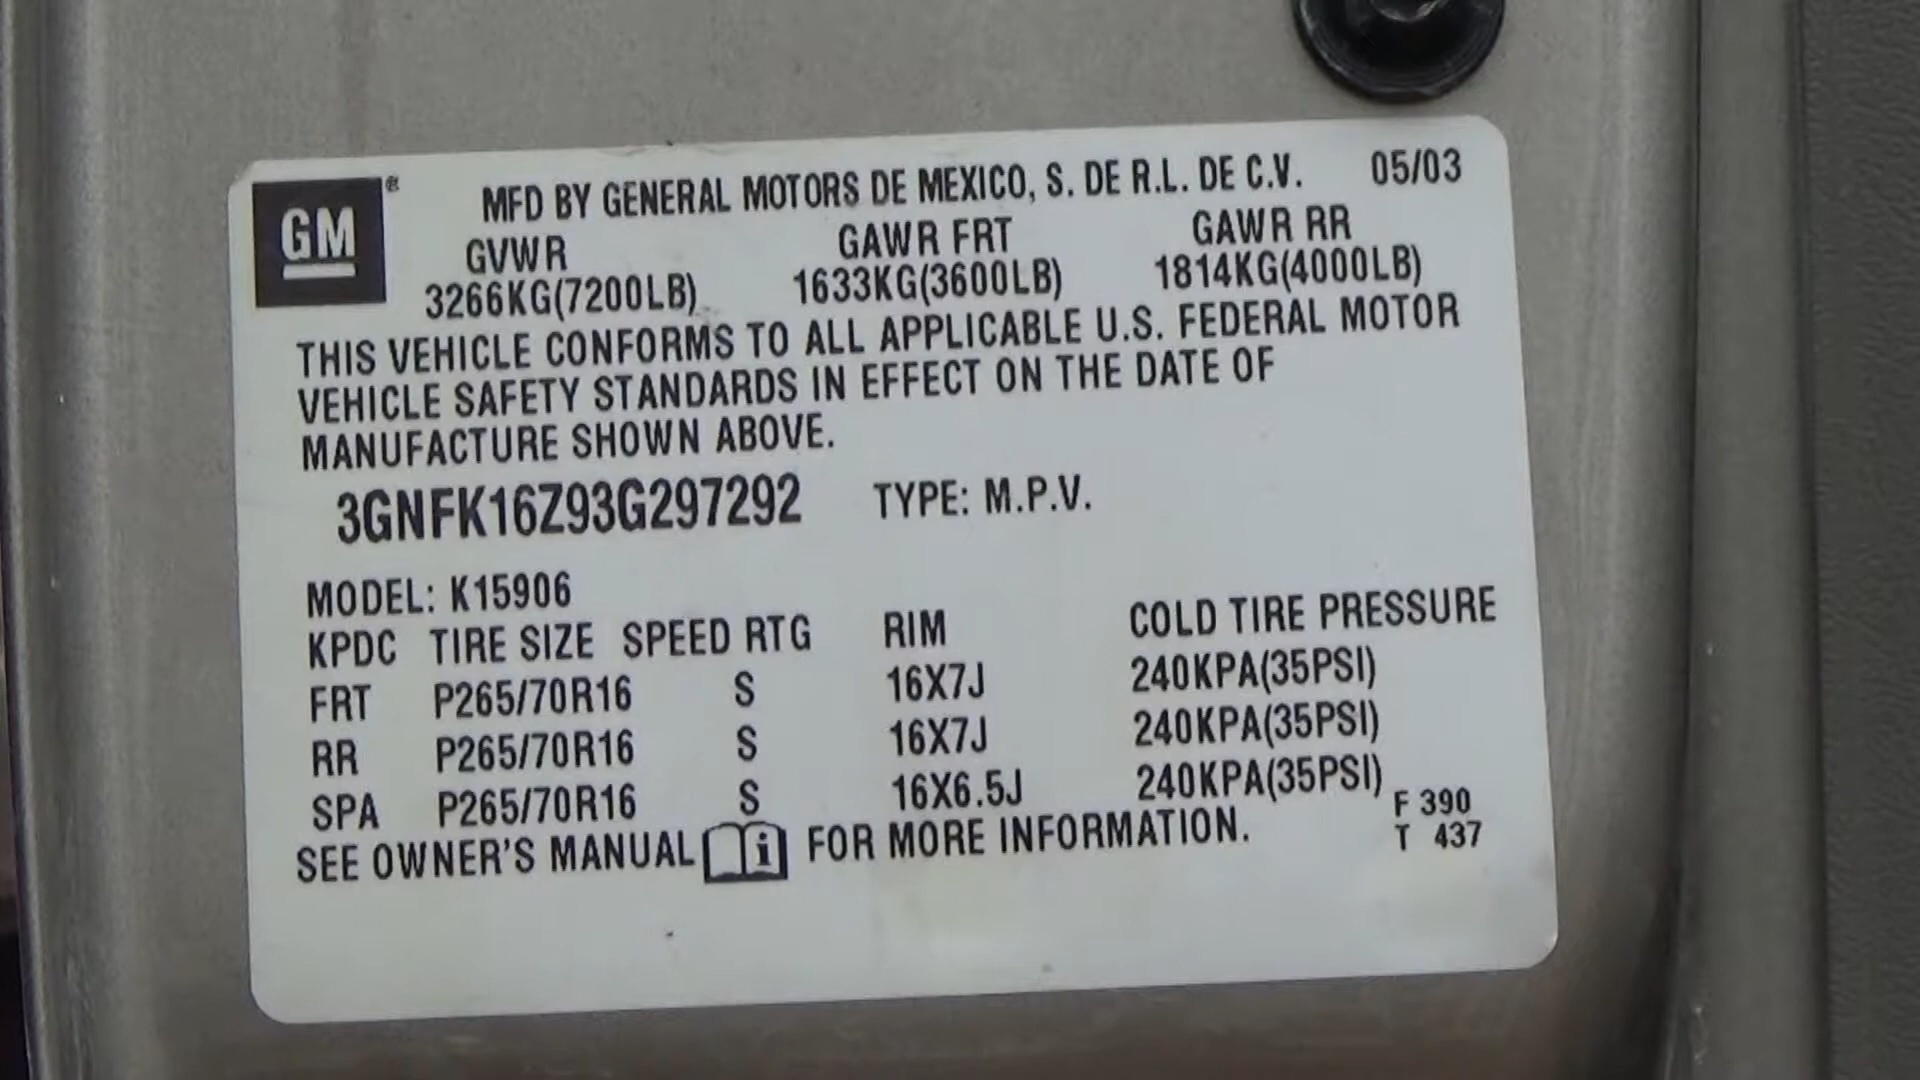 GM ®
MFD BY GENERAL MOTORS DE MEXICO, S. DE R.L. DE C.V. 05/03
GVWR GAWR FRT GAWR RR
3266KG(7200LB) 1633KG(3600LB) 1814KG(4000LB)
THIS VEHICLE CONFORMS TO ALL APPLICABLE U.S. FEDERAL MOTOR
VEHICLE SAFETY STANDARDS IN EFFECT ON THE DATE OF
MANUFACTURE SHOWN ABOVE.
3GNFK16Z93G297292 TYPE: M.P.V.
MODEL: K15906
KPDC TIRE SIZE SPEED RTG RIM COLD TIRE PRESSURE
FRT P265/70R16 S 16X7J 240KPA(35PSI)
RR P265/70R16 S 16X7J 240KPA(35PSI)
SPA P265/70R16 S 16X6.5J 240KPA(35PSI)
SEE OWNER'S MANUAL i FOR MORE INFORMATION.
F 390
T 437